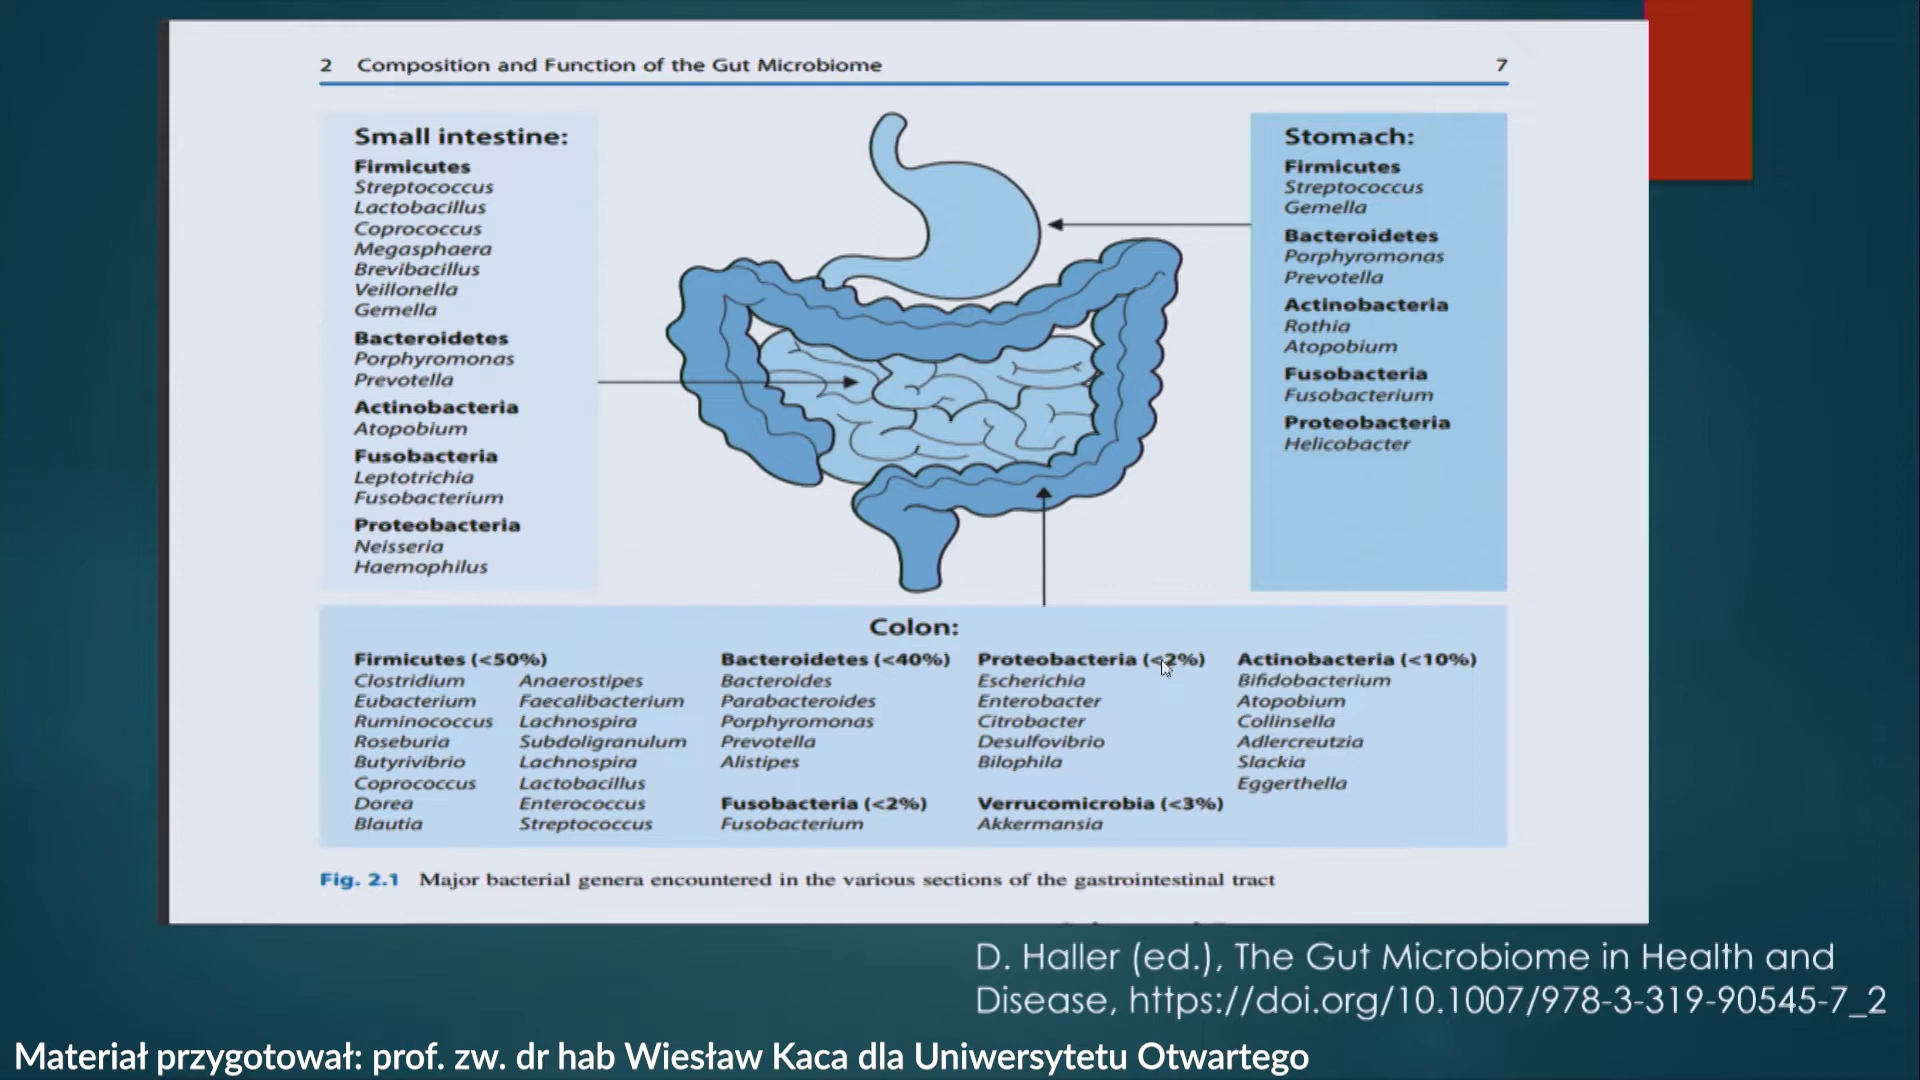 2 Composition and Function of the Gut Microbiome 7
Small intestine:
Firmicutes
Streptococcus
Lactobacillus
Coprococcus
Megasphaera
Brevibacillus
Veillonella
Gemella
Bacteroidetes
Porphyromonas
Prevotella
Actinobacteria
Atopobium
Fusobacteria
Leptotrichia
Fusobacterium
Proteobacteria
Neisseria
Haemophilus
Stomach:
Firmicutes
Streptococcus
Gemella
Bacteroidetes
Porphyromonas
Prevotella
Actinobacteria
Rothia
Atopobium
Fusobacteria
Fusobacterium
Proteobacteria
Helicobacter
Colon:
Firmicutes (<50%)
Clostridium
Eubacterium
Ruminococcus
Roseburia
Butyrivibrio
Coprococcus
Dorea
Blautia
Anaerostipes
Faecalibacterium
Lachnospira
Subdoligranulum
Lachnospira
Lactobacillus
Enterococcus
Streptococcus
Bacteroidetes (<40%)
Bacteroides
Parabacteroides
Porphyromonas
Prevotella
Alistipes
Fusobacteria (<2%)
Fusobacterium
Proteobacteria (<2%)
Escherichia
Enterobacter
Citrobacter
Desulfovibrio
Bilophila
Verrucomicrobia (<3%)
Akkermansia
Actinobacteria (<10%)
Bifidobacterium
Atopobium
Collinsella
Adlercreutzia
Slackia
Eggerthella
Fig. 2.1 Major bacterial genera encountered in the various sections of the gastrointestinal tract
D. Haller (ed.), The Gut Microbiome in Health and
Disease, https://doi.org/10.1007/978-3-319-90545-7_2
Materiał przygotował: prof. zw. dr hab Wiesław Kaca dla Uniwersytetu Otwartego